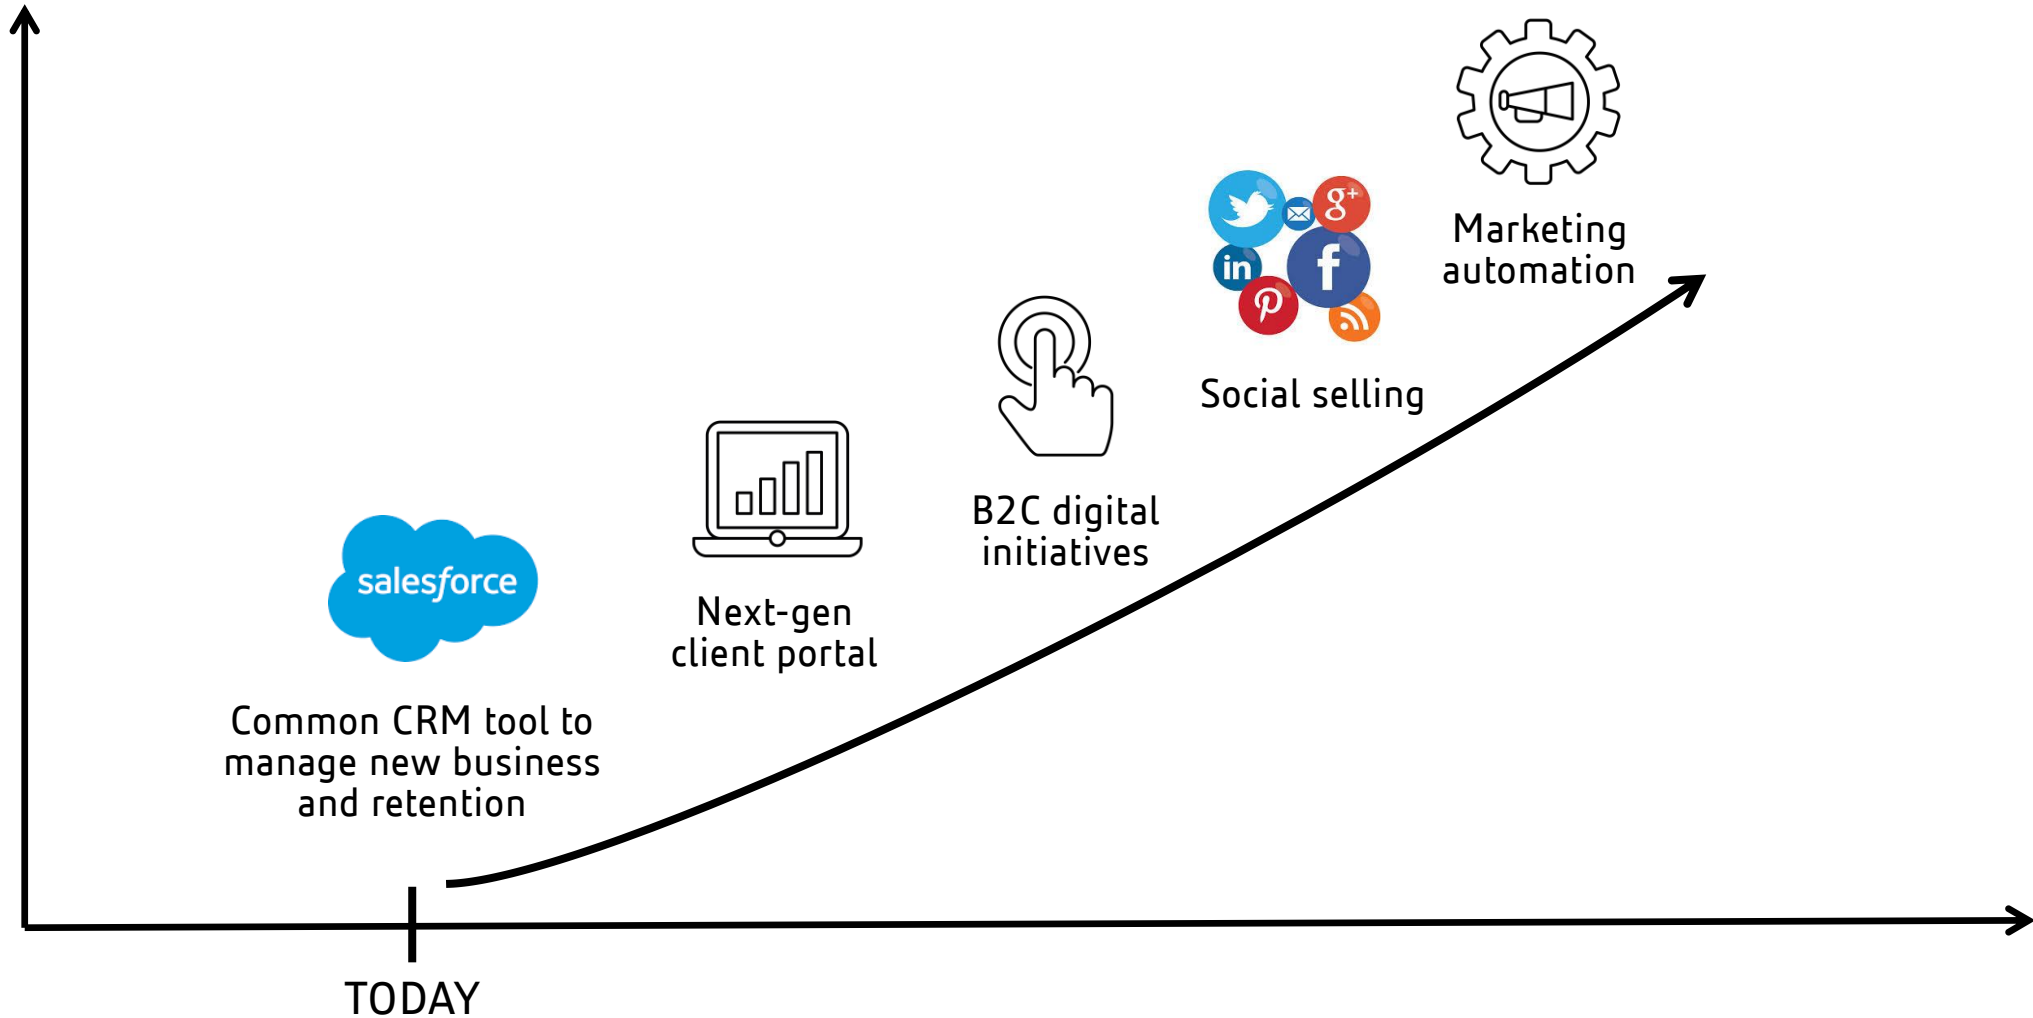 Marketing
automation
g+
in
f
Social selling
B2C digital
initiatives
Next-gen
client portal
salesforce
Common CRM tool to
manage new business
and retention
TODAY